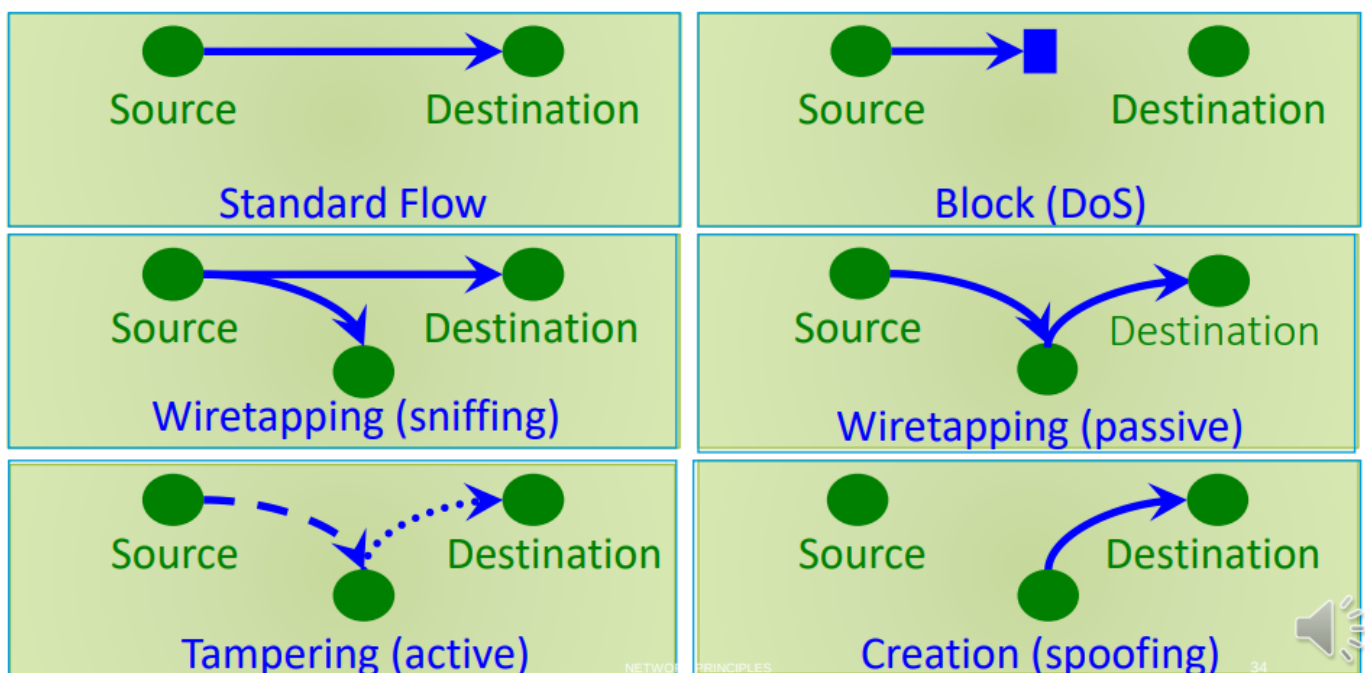 Source Destination
Standard Flow
Source Destination
Block (DoS)
Source Destination
Wiretapping (sniffing)
Source Destination
Wiretapping (passive)
Source Destination
Tampering (active)
Source Destination
Creation (spoofing)
PRINCIPLES
34